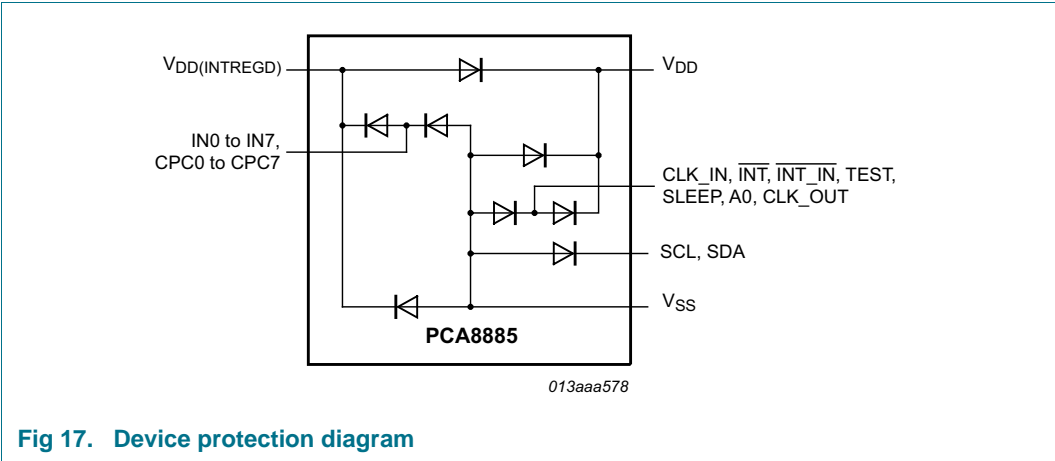 VDD(INTREGD)
VDD
IN0 to IN7,
CPC0 to CPC7
CLK_IN, INT, INT_IN, TEST,
SLEEP, A0, CLK_OUT
SCL, SDA
VSS
PCA8885
013aaa578
Fig 17. Device protection diagram